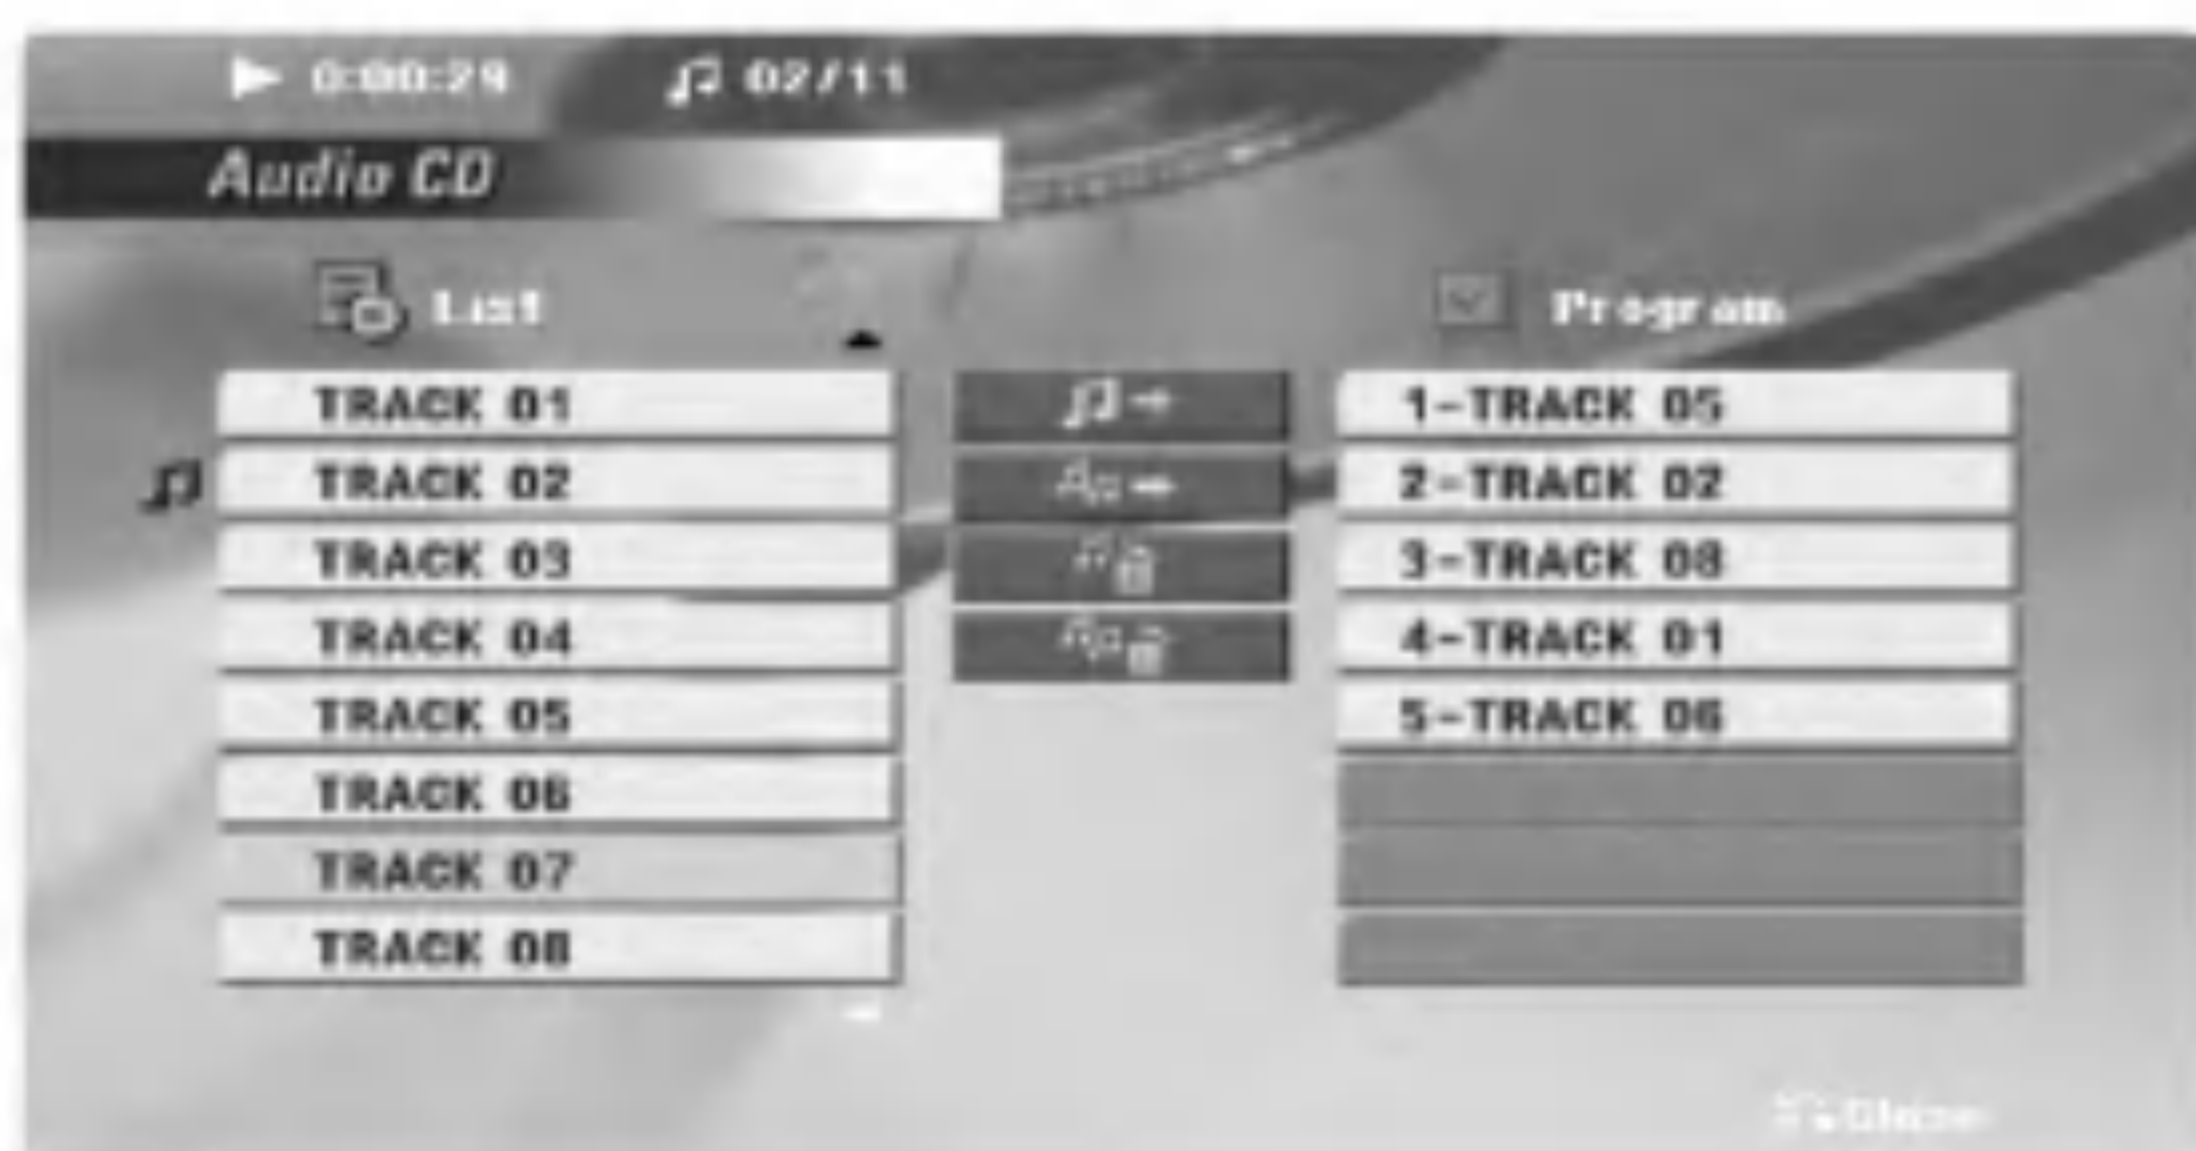 0:00:29 02/11
Audio CD
List
Program
TRACK 01
TRACK 02
TRACK 03
TRACK 04
TRACK 05
TRACK 06
TRACK 07
TRACK 08
1-TRACK 05
2-TRACK 02
3-TRACK 08
4-TRACK 01
5-TRACK 06